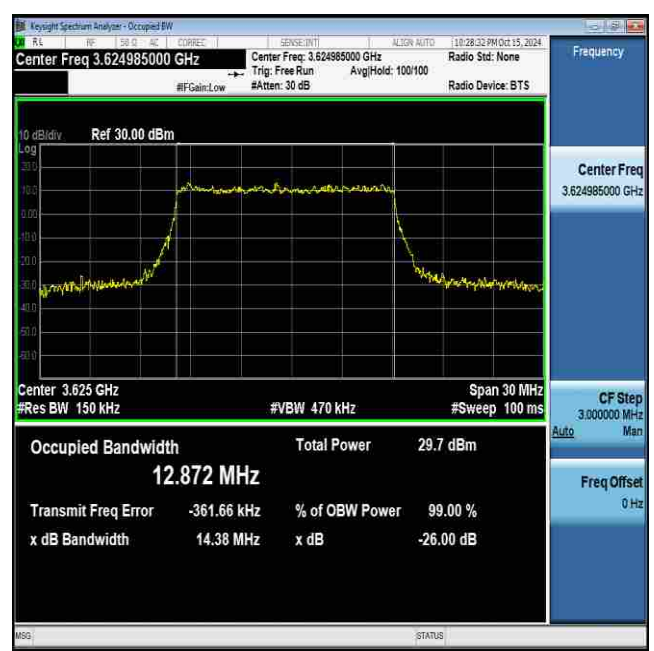 Keysight Spectrum Analyzer - Occupied BW
RL RF 50 Ω AC CORREC SENSE:INT ALIGN AUTO 10:28:32 PM Oct 15, 2024
Center Freq 3.624985000 GHz
Center Freq: 3.624985000 GHz
Radio Std: None
Trig: Free Run Avg|Hold: 100/100
#IFGain:Low #Atten: 30 dB Radio Device: BTS
10 dB/div Ref 30.00 dBm
Log
20.0
10.0
0.00
-10.0
-20.0
-30.0
-40.0
-50.0
-60.0
Center 3.625 GHz Span 30 MHz
#Res BW 150 kHz #VBW 470 kHz #Sweep 100 ms
Occupied Bandwidth Total Power 29.7 dBm
12.872 MHz
Transmit Freq Error -361.66 kHz % of OBW Power 99.00 %
x dB Bandwidth 14.38 MHz x dB -26.00 dB
MSG STATUS
Frequency
Center Freq
3.624985000 GHz
CF Step
3.000000 MHz
Auto Man
Freq Offset
0 Hz